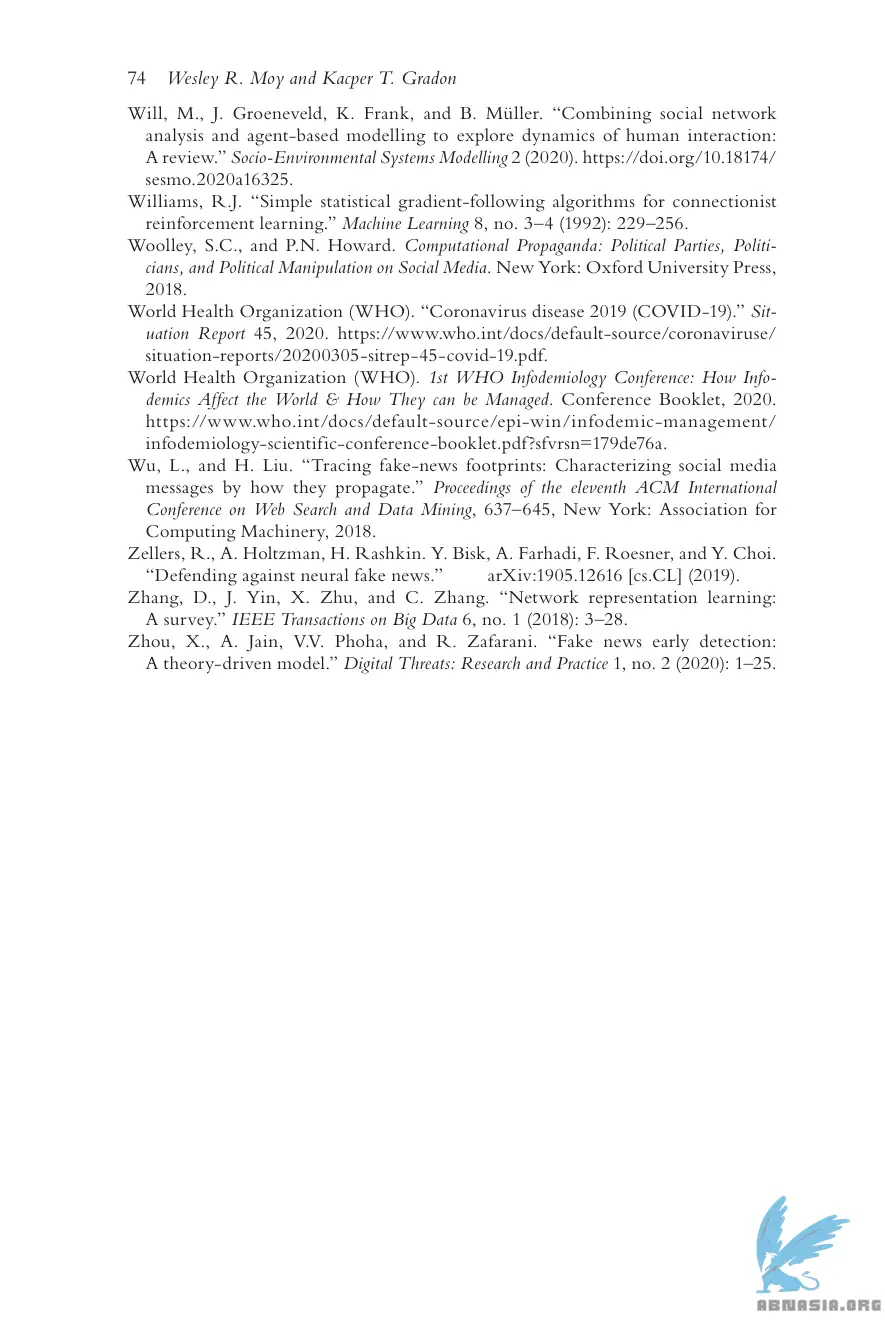 74 Wesley R. Moy and Kacper T. Gradon
Will, M., J. Groeneveld, K. Frank, and B. Müller. “Combining social network
analysis and agent-based modelling to explore dynamics of human interaction:
A review.” Socio-Environmental Systems Modelling 2 (2020). https://doi.org/10.18174/
sesmo.2020a16325.
Williams, R.J. “Simple statistical gradient-following algorithms for connectionist
reinforcement learning.” Machine Learning 8, no. 3–4 (1992): 229–256.
Woolley, S.C., and P.N. Howard. Computational Propaganda: Political Parties, Politi-
cians, and Political Manipulation on Social Media. New York: Oxford University Press,
2018.
World Health Organization (WHO). “Coronavirus disease 2019 (COVID-19).” Sit-
uation Report 45, 2020. https://www.who.int/docs/default-source/coronaviruse/
situation-reports/20200305-sitrep-45-covid-19.pdf.
World Health Organization (WHO). 1st WHO Infodemiology Conference: How Info-
demics Affect the World & How They can be Managed. Conference Booklet, 2020.
https://www.who.int/docs/default-source/epi-win/infodemic-management/
infodemiology-scientific-conference-booklet.pdf?sfvrsn=179de76a.
Wu, L., and H. Liu. “Tracing fake-news footprints: Characterizing social media
messages by how they propagate.” Proceedings of the eleventh ACM International
Conference on Web Search and Data Mining, 637–645, New York: Association for
Computing Machinery, 2018.
Zellers, R., A. Holtzman, H. Rashkin. Y. Bisk, A. Farhadi, F. Roesner, and Y. Choi.
“Defending against neural fake news.” arXiv:1905.12616 [cs.CL] (2019).
Zhang, D., J. Yin, X. Zhu, and C. Zhang. “Network representation learning:
A survey.” IEEE Transactions on Big Data 6, no. 1 (2018): 3–28.
Zhou, X., A. Jain, V.V. Phoha, and R. Zafarani. “Fake news early detection:
A theory-driven model.” Digital Threats: Research and Practice 1, no. 2 (2020): 1–25.
ABNASIA.ORG